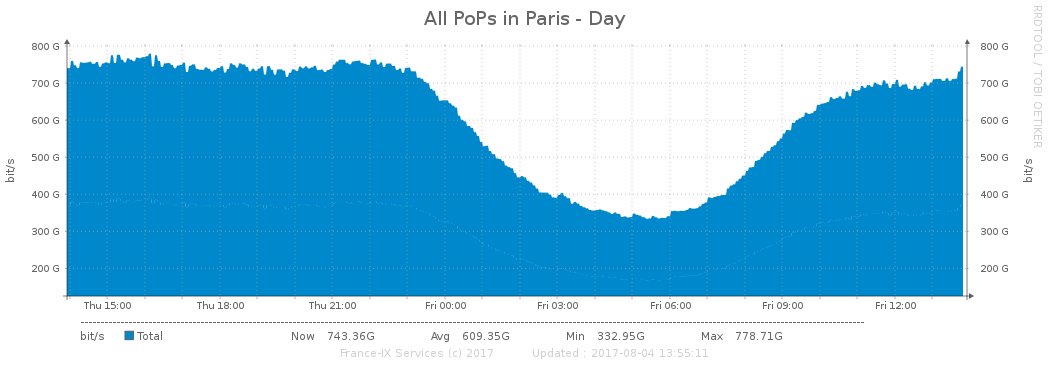 All PoPs in Paris - Day
RRDTOOL / TOBI OETIKER
bit/s
800 G
700 G
600 G
500 G
400 G
300 G
200 G
800 G
700 G
600 G
500 G
400 G
300 G
200 G
bit/s
Thu 15:00 Thu 18:00 Thu 21:00 Fri 00:00 Fri 03:00 Fri 06:00 Fri 09:00 Fri 12:00
bit/s Total Now 743.36G Avg 609.35G Min 332.95G Max 778.71G
France-IX Services (c) 2017 Updated : 2017-08-04 13:55:11